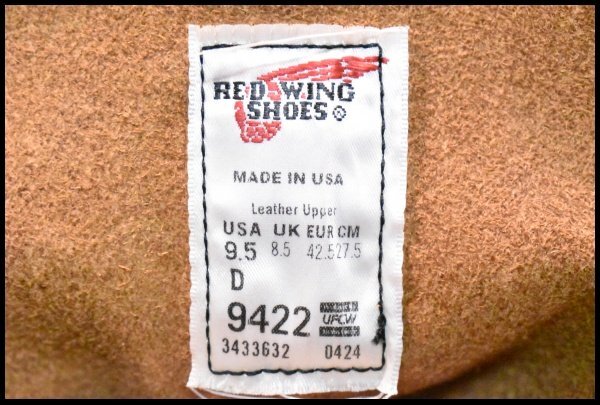 RED WING
SHOES ®
MADE IN USA
Leather Upper
USA UK EUR CM
9.5 8.5 42.5 27.5
D
9422 UFCW
3433632 0424